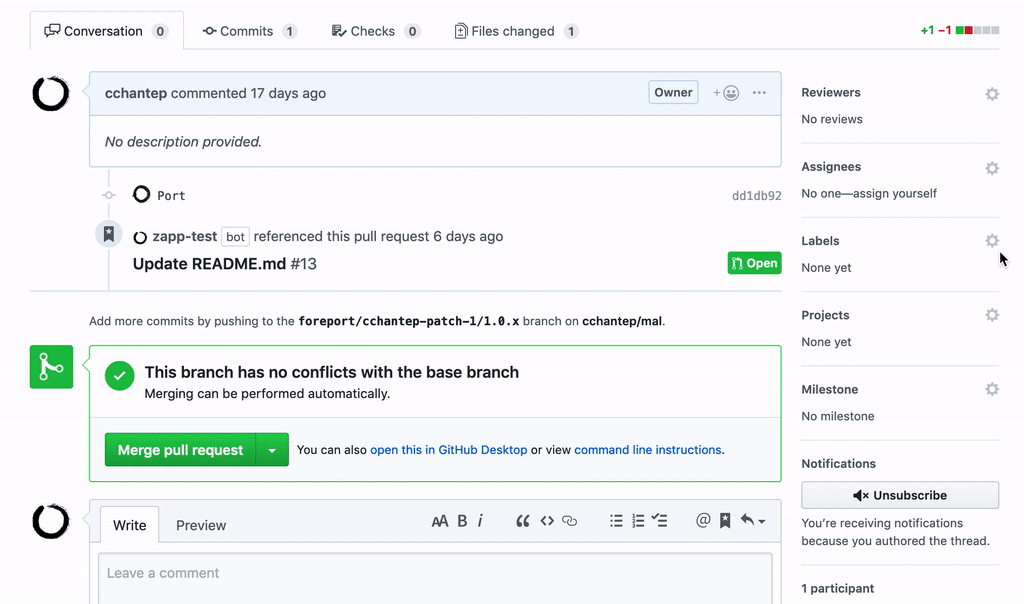 Conversation 0 Commits 1 Checks 0 Files changed 1 +1 −1
cchantep commented 17 days ago Owner
No description provided.
Port dd1db92
zapp-test bot referenced this pull request 6 days ago
Update README.md #13 Open
Add more commits by pushing to the foreport/cchantep-patch-1/1.0.x branch on cchantep/mal.
This branch has no conflicts with the base branch
Merging can be performed automatically.
Merge pull request You can also open this in GitHub Desktop or view command line instructions.
Write Preview AA B i @
Leave a comment
Reviewers
No reviews
Assignees
No one—assign yourself
Labels
None yet
Projects
None yet
Milestone
No milestone
Notifications
Unsubscribe
You’re receiving notifications
because you authored the thread.
1 participant